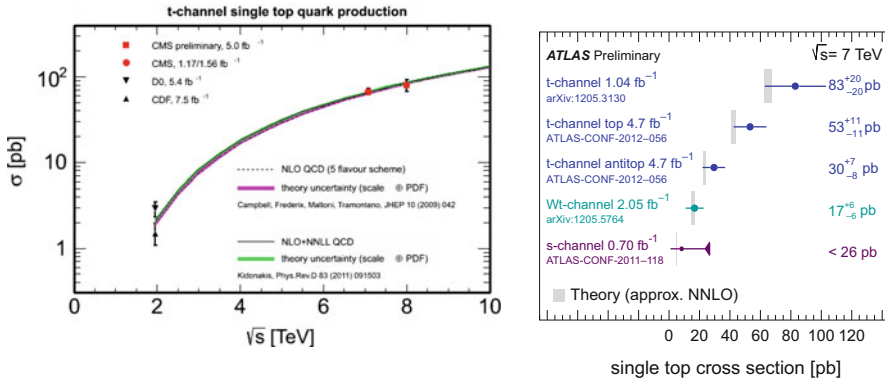 t-channel single top quark production
CMS preliminary, 5.0 fb⁻¹
CMS, 1.17/1.56 fb⁻¹
D0, 5.4 fb⁻¹
CDF, 7.5 fb⁻¹
10²
10
1
σ [pb]
NLO QCD (5 flavour scheme)
theory uncertainty (scale ⊕ PDF)
Campbell, Frederix, Maltoni, Tramontano, JHEP 10 (2009) 042
NLO+NNLL QCD
theory uncertainty (scale ⊕ PDF)
Kidonakis, Phys.Rev.D 83 (2011) 091503
0 2 4 6 8 10
√s [TeV]
ATLAS Preliminary √s= 7 TeV
t-channel 1.04 fb⁻¹ 83+20−20 pb
arXiv:1205.3130
t-channel top 4.7 fb⁻¹ 53+11−11 pb
ATLAS-CONF-2012–056
t-channel antitop 4.7 fb⁻¹ 30+7−8 pb
ATLAS-CONF-2012–056
Wt-channel 2.05 fb⁻¹ 17+6−6 pb
arXiv:1205.5764
s-channel 0.70 fb⁻¹ < 26 pb
ATLAS-CONF-2011–118
Theory (approx. NNLO)
0 20 40 60 80 100 120
single top cross section [pb]